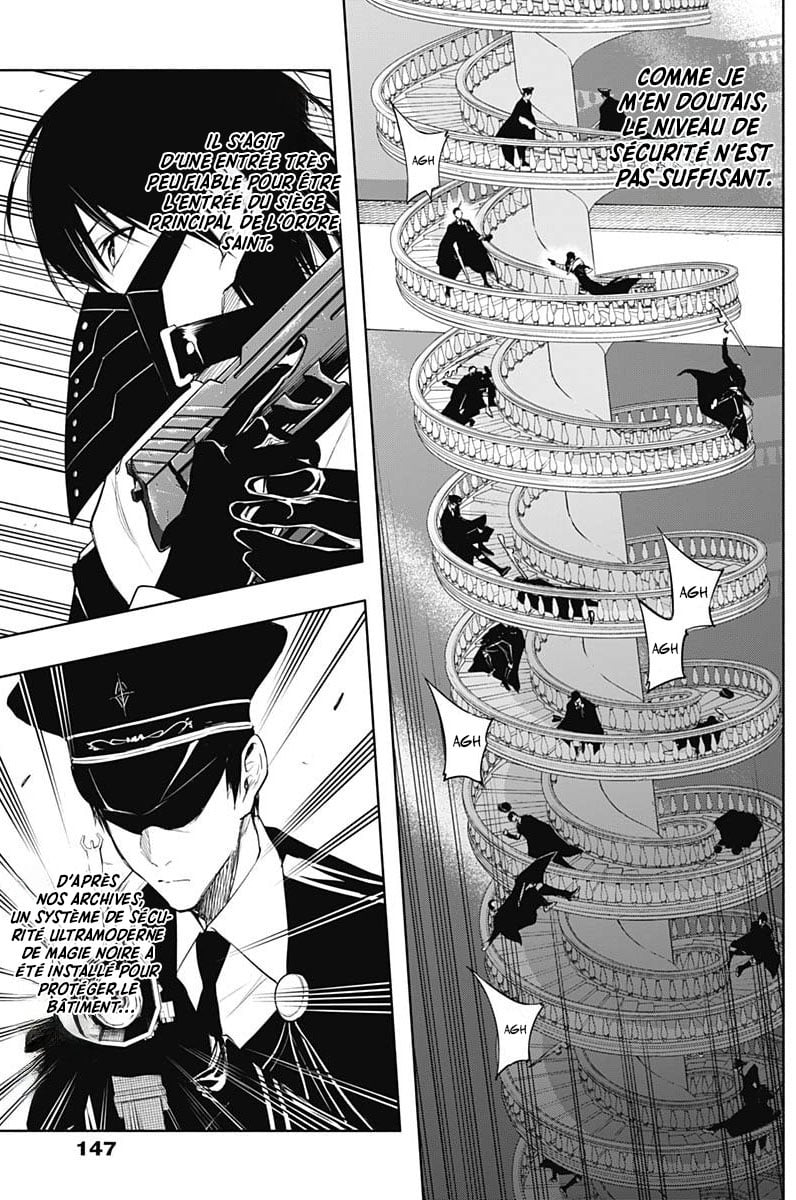 COMME JE
M'EN DOUTAIS,
LE NIVEAU DE
SÉCURITÉ N'EST
PAS SUFFISANT.
AGH
AGH
AGH
AGH
AGH
IL S'AGIT
D'UNE ENTRÉE TRÈS
PEU FIABLE POUR ÊTRE
L'ENTRÉE DU SIÈGE
PRINCIPAL DE L'ORDRE
SAINT.
D'APRÈS
NOS ARCHIVES,
UN SYSTÈME DE SÉCU-
RITÉ ULTRAMODERNE
DE MAGIE NOIRE A
ÉTÉ INSTALLÉ POUR
PROTÉGER LE
BÂTIMENT...
147